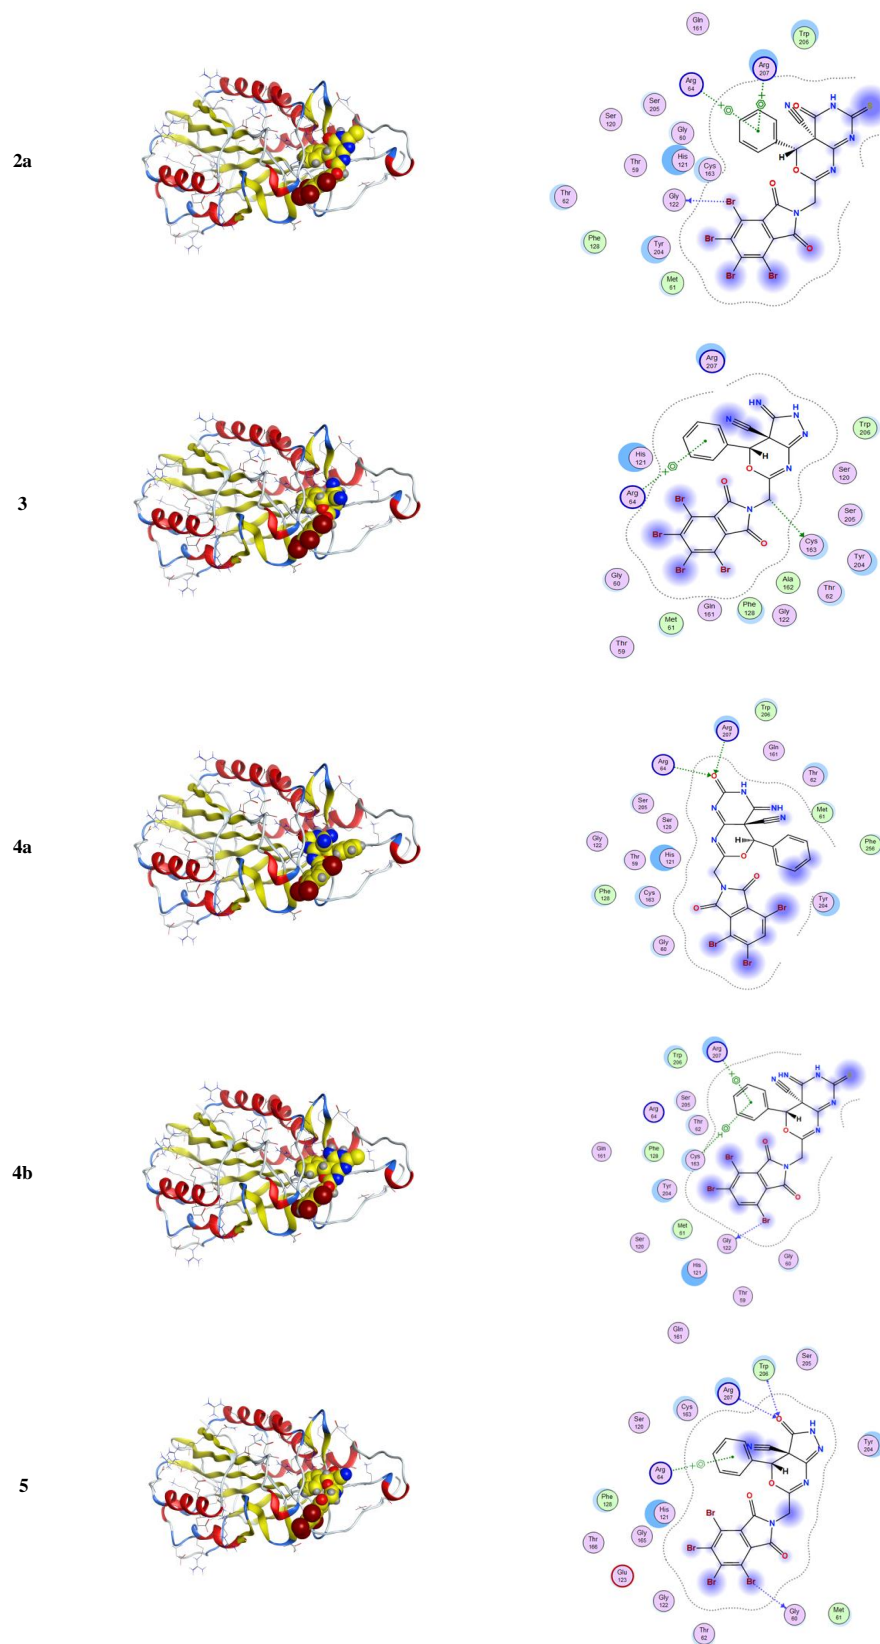 2a
Gln 161
Trp 206
Arg 207
Arg 64
Ser 205
Ser 120
Gly 60
Thr 59
His 121
Cys 163
Thr 62
Gly 122
Phe 128
Tyr 204
Met 61
N O H N N N H O N
O N O Br Br Br Br O
3
Arg 207
HN H N N N H O N
Trp 206
His 121
Ser 120
Arg 64
Ser 205
O N O Br Br Br Br
Cys 163
Tyr 204
Gly 60
Ala 162
Thr 62
Met 61
Gln 161
Phe 128
Gly 122
Thr 59
4a
Trp 206
Arg 207
Gln 161
Arg 64
Thr 62
O N H N NH N N H O
Ser 205
Met 61
Ser 120
Gly 122
Phe 256
Thr 59
His 121
Phe 128
Cys 163
Tyr 204
Gly 60
O N O Br Br Br
4b
Arg 207
Trp 206
HN H N N N N H O N
Ser 205
Arg 64
Thr 62
Gln 161
Phe 128
Cys 163
Tyr 204
O N O Br Br Br
Met 61
Ser 120
Gly 122
Gly 60
His 121
Thr 59
5
Gln 161
Trp 206
Ser 205
Arg 207
Cys 163
Ser 120
O NH N N H O N
Tyr 204
Arg 64
Phe 128
His 121
Gly 165
Thr 166
O N O Br Br Br Br
Glu 123
Gly 122
Gly 60
Met 61
Thr 62